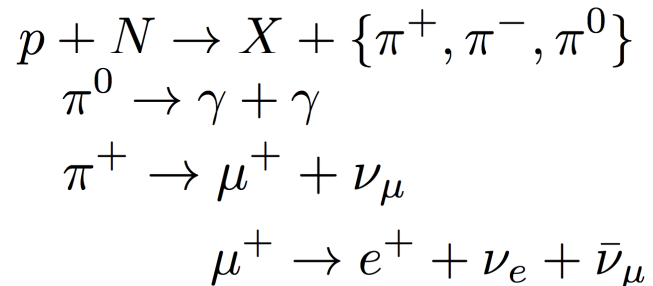 p + N → X + {π⁺, π⁻, π⁰}
π⁰ → γ + γ
π⁺ → μ⁺ + ν_μ
μ⁺ → e⁺ + ν_e + ν̄_μ